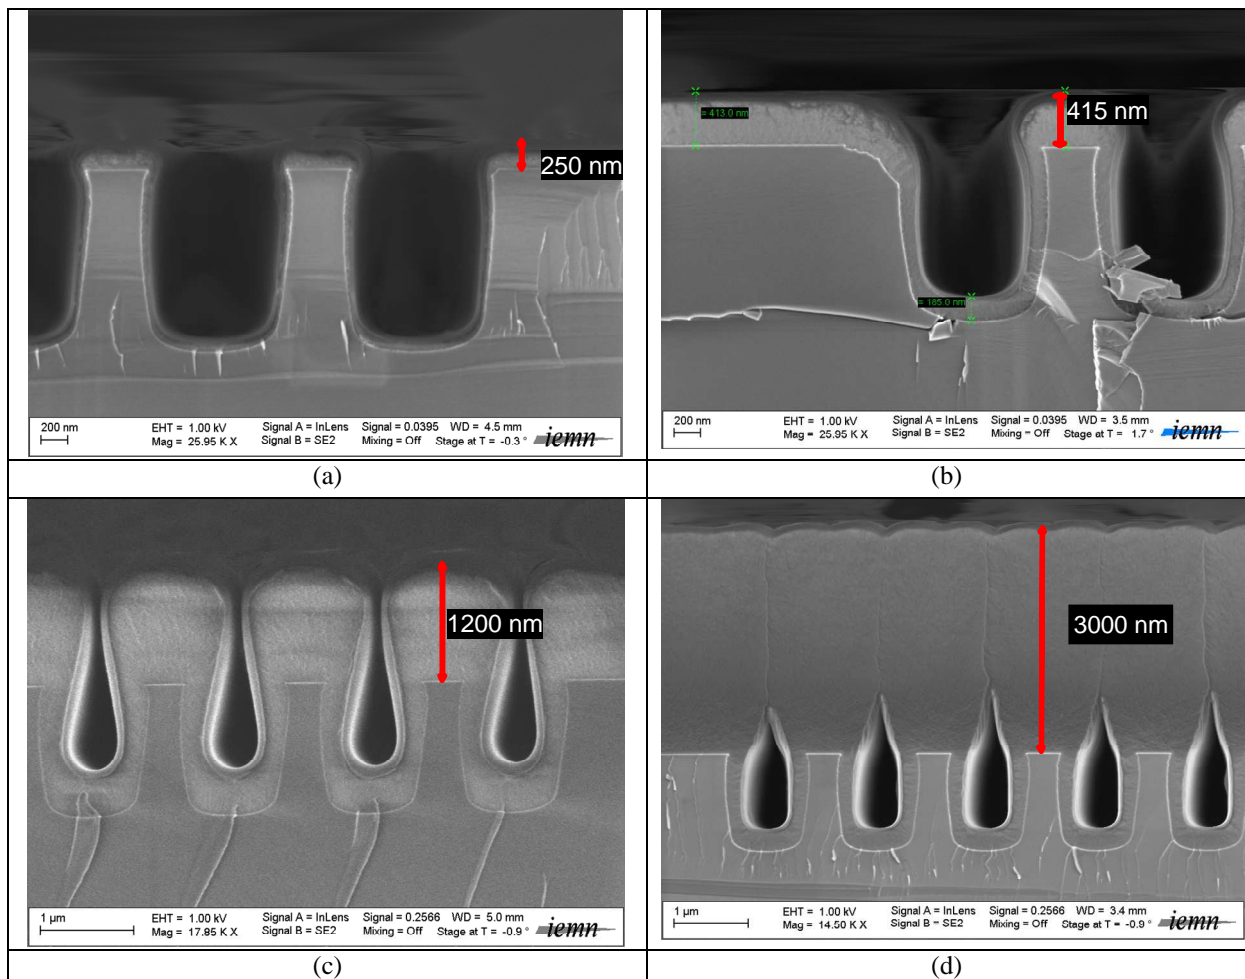 250 nm
200 nm
EHT = 1.00 kV Signal A = InLens Signal = 0.0395 WD = 4.5 mm
Mag = 25.95 K X Signal B = SE2 Mixing = Off Stage at T = -0.3 °
iemn
= 413.0 nm
415 nm
= 185.0 nm
200 nm
EHT = 1.00 kV Signal A = InLens Signal = 0.0395 WD = 3.5 mm
Mag = 25.95 K X Signal B = SE2 Mixing = Off Stage at T = 1.7 °
iemn
(a)
(b)
1200 nm
1 µm
EHT = 1.00 kV Signal A = InLens Signal = 0.2566 WD = 5.0 mm
Mag = 17.85 K X Signal B = SE2 Mixing = Off Stage at T = -0.9 °
iemn
3000 nm
1 µm
EHT = 1.00 kV Signal A = InLens Signal = 0.2566 WD = 3.4 mm
Mag = 14.50 K X Signal B = SE2 Mixing = Off Stage at T = -0.9 °
iemn
(c)
(d)